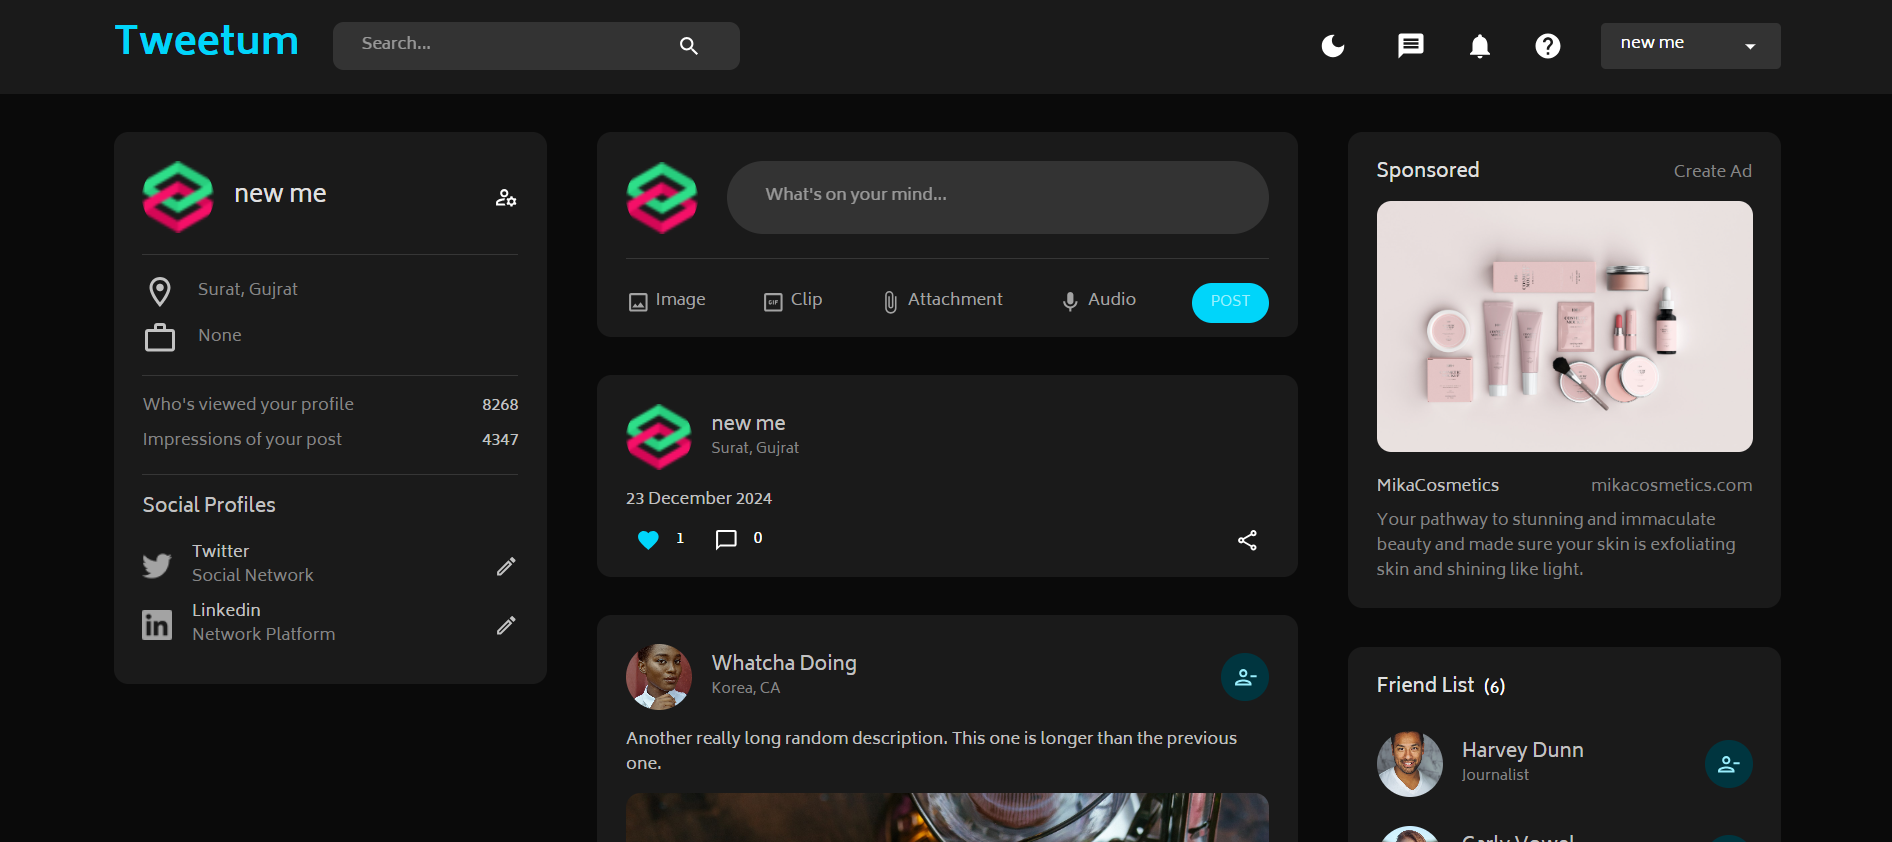 Tweetum
Search...
new me
new me
Surat, Gujrat
None
Who's viewed your profile 8268
Impressions of your post 4347
Social Profiles
Twitter
Social Network
Linkedin
Network Platform
What's on your mind...
Image Clip Attachment Audio POST
new me
Surat, Gujrat
23 December 2024
1 0
Whatcha Doing
Korea, CA
Another really long random description. This one is longer than the previous
one.
Sponsored Create Ad
MikaCosmetics mikacosmetics.com
Your pathway to stunning and immaculate
beauty and made sure your skin is exfoliating
skin and shining like light.
Friend List (6)
Harvey Dunn
Journalist